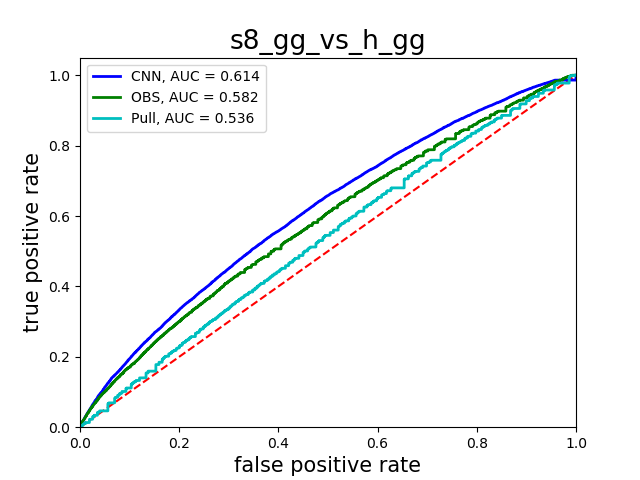 s8_gg_vs_h_gg
CNN, AUC = 0.614
OBS, AUC = 0.582
Pull, AUC = 0.536
true positive rate
1.0
0.8
0.6
0.4
0.2
0.0
0.0 0.2 0.4 0.6 0.8 1.0
false positive rate